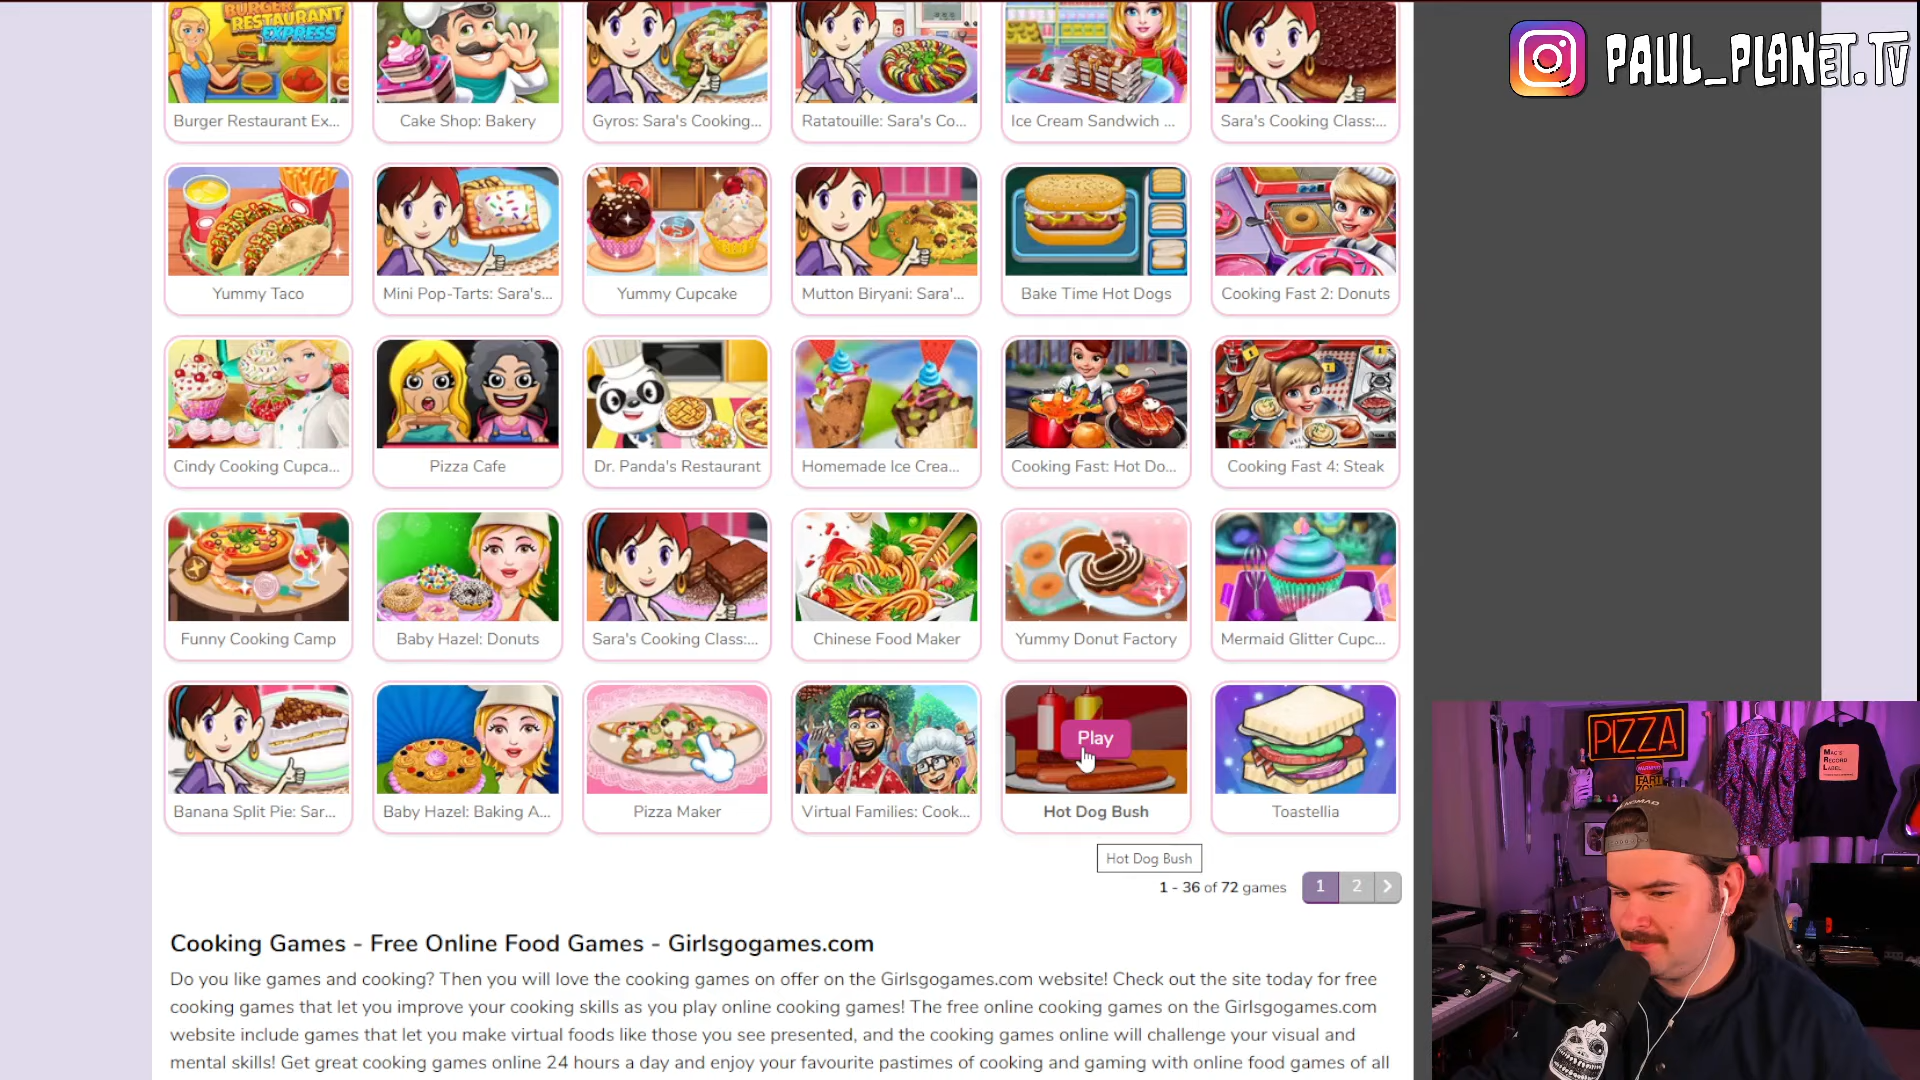 BURGER
RESTAURANT
EXPRESS
PAUL_PLANET.TV
Burger Restaurant Ex...
Cake Shop: Bakery
Gyros: Sara's Cooking...
Ratatouille: Sara's Co...
Ice Cream Sandwich ...
Sara's Cooking Class:...
Yummy Taco
Mini Pop-Tarts: Sara's...
Yummy Cupcake
Mutton Biryani: Sara'...
Bake Time Hot Dogs
Cooking Fast 2: Donuts
Cindy Cooking Cupca...
Pizza Cafe
Dr. Panda's Restaurant
Homemade Ice Crea...
Cooking Fast: Hot Do...
Cooking Fast 4: Steak
Funny Cooking Camp
Baby Hazel: Donuts
Sara's Cooking Class:...
Chinese Food Maker
Yummy Donut Factory
Mermaid Glitter Cupc...
Play
Banana Split Pie: Sar...
Baby Hazel: Baking A...
Pizza Maker
Virtual Families: Cook...
Hot Dog Bush
Toastellia
Hot Dog Bush
1 - 36 of 72 games
1 2
PIZZA
FART
MAC'S
RECORD
LABEL
NOMAD
Cooking Games - Free Online Food Games - Girlsgogames.com
Do you like games and cooking? Then you will love the cooking games on offer on the Girlsgogames.com website! Check out the site today for free
cooking games that let you improve your cooking skills as you play online cooking games! The free online cooking games on the Girlsgogames.com
website include games that let you make virtual foods like those you see presented, and the cooking games online will challenge your visual and
mental skills! Get great cooking games online 24 hours a day and enjoy your favourite pastimes of cooking and gaming with online food games of all